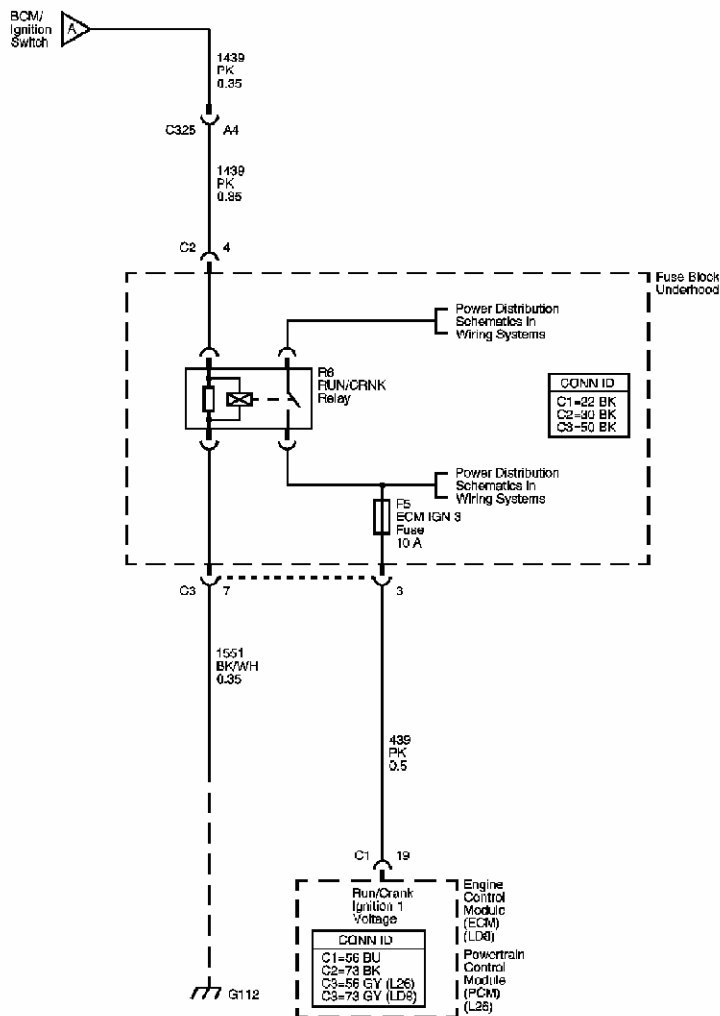 BCM/
Ignition
Switch
A
1439
PK
0.35
C325 A4
1439
PK
0.35
C2 4
Fuse Block
Underhood
Power Distribution
Schematics in
Wiring Systems
R6
RUN/CRNK
Relay
CONN ID
C1=22 BK
C2=30 BK
C3=50 BK
Power Distribution
Schematics in
Wiring Systems
F5
ECM IGN 3
Fuse
10 A
C3 7 3
1551
BK/WH
0.35
439
PK
0.5
C1 19
Run/Crank
Ignition 1
Voltage
Engine
Control
Module
(ECM)
(LD8)
CONN ID
C1=56 BU
C2=73 BK
C3=56 GY (L26)
C3=73 GY (LD8)
Powertrain
Control
Module
(PCM)
(L26)
G112